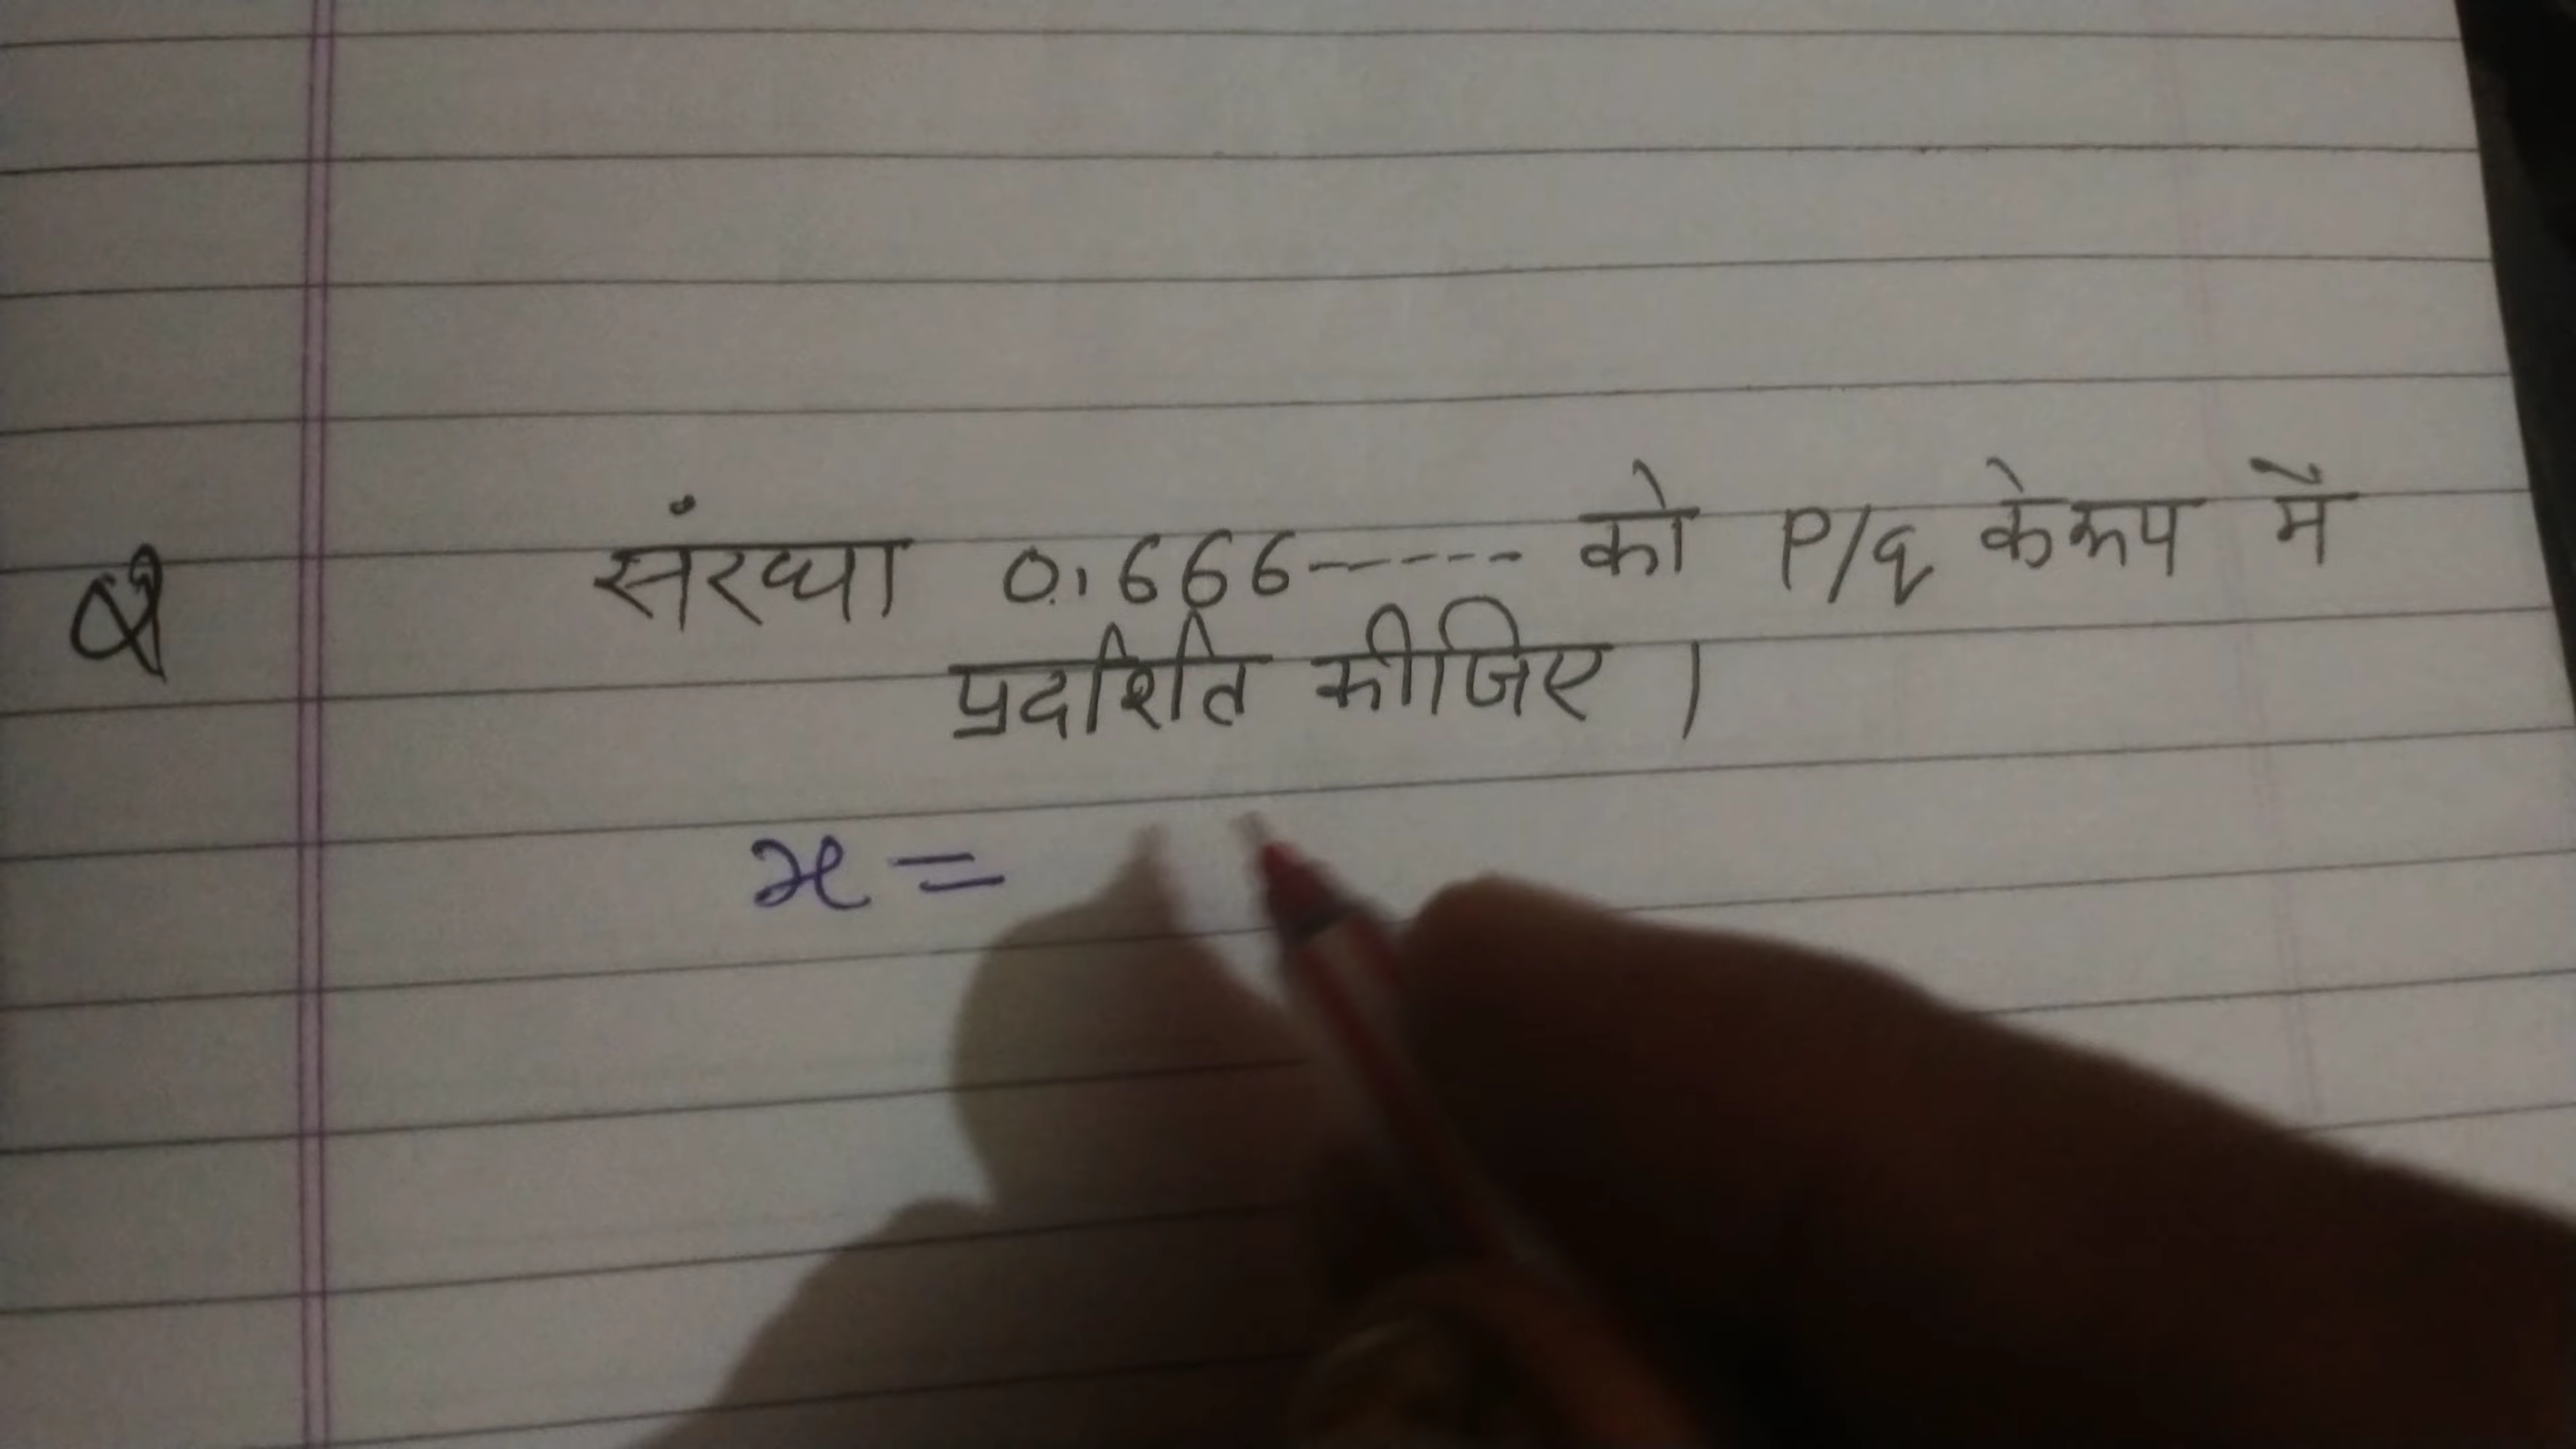 Q संख्या 0.666----- को P/q के रूप में
प्रदर्शित कीजिए।
x =